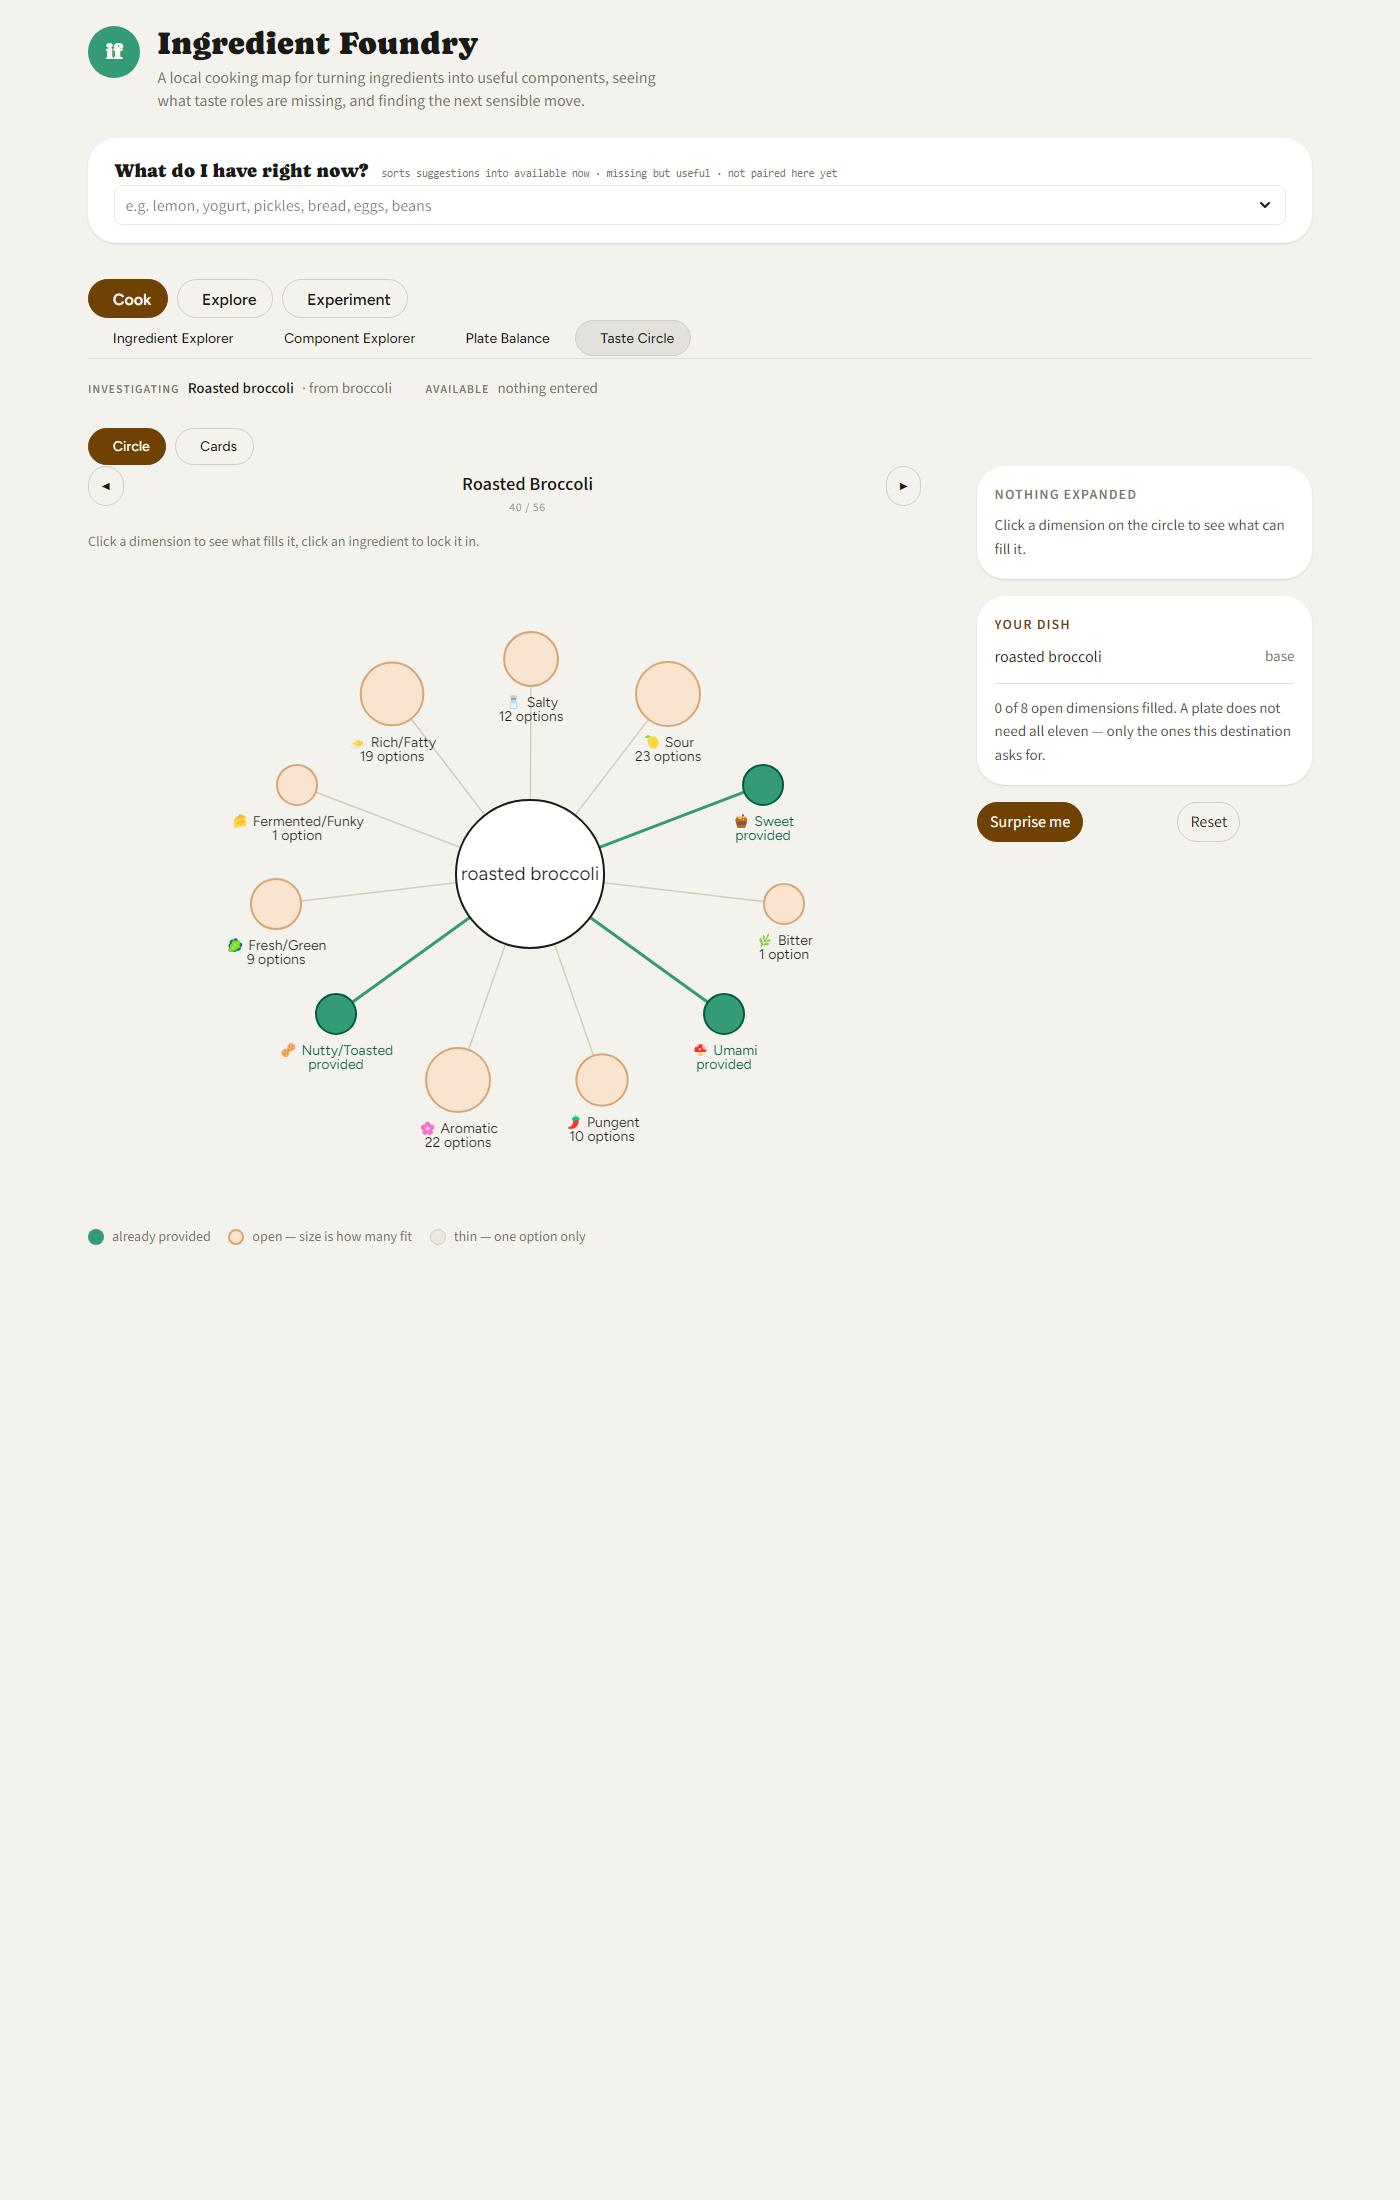 if
Ingredient Foundry
A local cooking map for turning ingredients into useful components, seeing
what taste roles are missing, and finding the next sensible move.
What do I have right now? sorts suggestions into available now · missing but useful · not paired here yet
e.g. lemon, yogurt, pickles, bread, eggs, beans
Cook Explore Experiment
Ingredient Explorer Component Explorer Plate Balance Taste Circle
INVESTIGATING Roasted broccoli · from broccoli AVAILABLE nothing entered
Circle Cards
Roasted Broccoli
40 / 56
Click a dimension to see what fills it, click an ingredient to lock it in.
Salty
12 options
Rich/Fatty
19 options
Sour
23 options
Fermented/Funky
1 option
Sweet
provided
roasted broccoli
Fresh/Green
9 options
Bitter
1 option
Nutty/Toasted
provided
Umami
provided
Aromatic
22 options
Pungent
10 options
already provided open — size is how many fit thin — one option only
NOTHING EXPANDED
Click a dimension on the circle to see what can
fill it.
YOUR DISH
roasted broccoli base
0 of 8 open dimensions filled. A plate does not
need all eleven — only the ones this destination
asks for.
Surprise me Reset